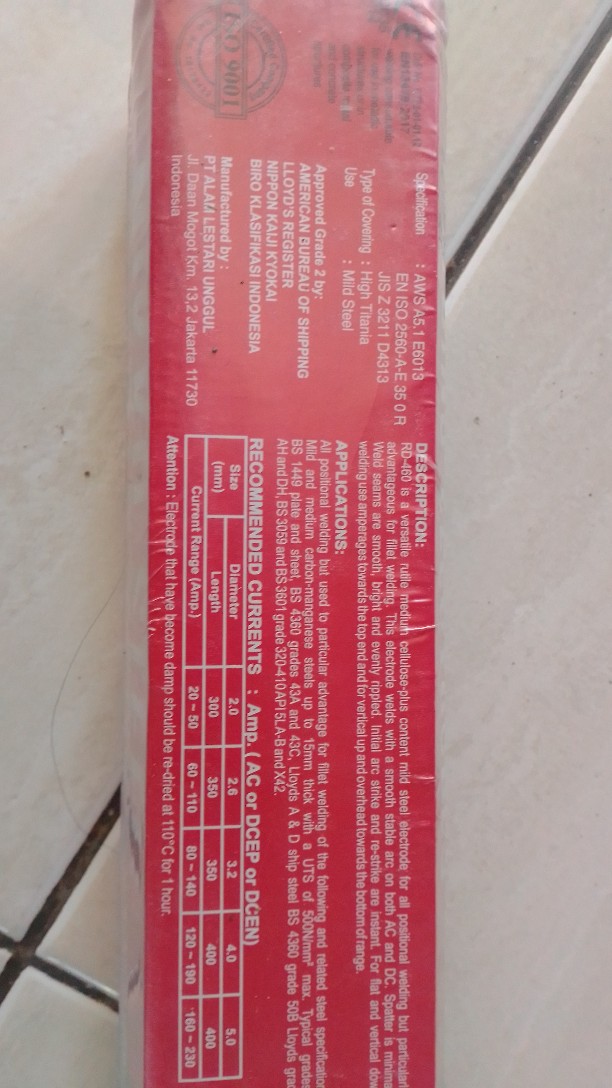 ISO 9001
Specification : AWS A5.1 E6013
EN ISO 2560-A-E 35 0 R
JIS Z 3211 D4313
Type of Covering : High Titania
Use : Mild Steel
Approved Grade 2 by:
AMERICAN BUREAU OF SHIPPING
LLOYD'S REGISTER
NIPPON KAIJI KYOKAI
BIRO KLASIFIKASI INDONESIA
Manufactured by :
PT ALAM LESTARI UNGGUL
Jl. Daan Mogot Km. 13,2 Jakarta 11730
Indonesia
DESCRIPTION:
RD-460 is a versatile rutile medium cellulose-plus content mild steel electrode, for all positional welding but particular
advantageous for fillet welding. This electrode welds with a smooth stable arc on both AC and DC. Spatter is minima
Weld seams are smooth, bright and evenly rippled. Initial arc strike and re-strike are instant. For flat and vertical dow
welding use amperages towards the top end and for vertical up and overhead towards the bottom of range.
APPLICATIONS:
All positional welding but used to particular advantage for fillet welding of the following and related steel specification
Mild and medium carbon-manganese steels up to 15mm thick with a UTS of 500N/mm² max. Typical grades
BS 1449 plate and sheet, BS 4360 grades 43A and 43C, Lloyds A & D ship steel BS 4360 grade 50B Lloyds grad
AH and DH, BS 3059 and BS 3601 grade 320-410 API 5LA-B and X42.
RECOMMENDED CURRENTS : Amp. ( AC or DCEP or DCEN)
Size (mm) Diameter 2.0 2.6 3.2 4.0 5.0
Length 300 350 350 400 400
Current Range (Amp.) 20 ~ 50 60 ~ 110 80 ~ 140 120 ~ 190 160 ~ 230
Attention : Electrode that have become damp should be re-dried at 110°C for 1 hour.